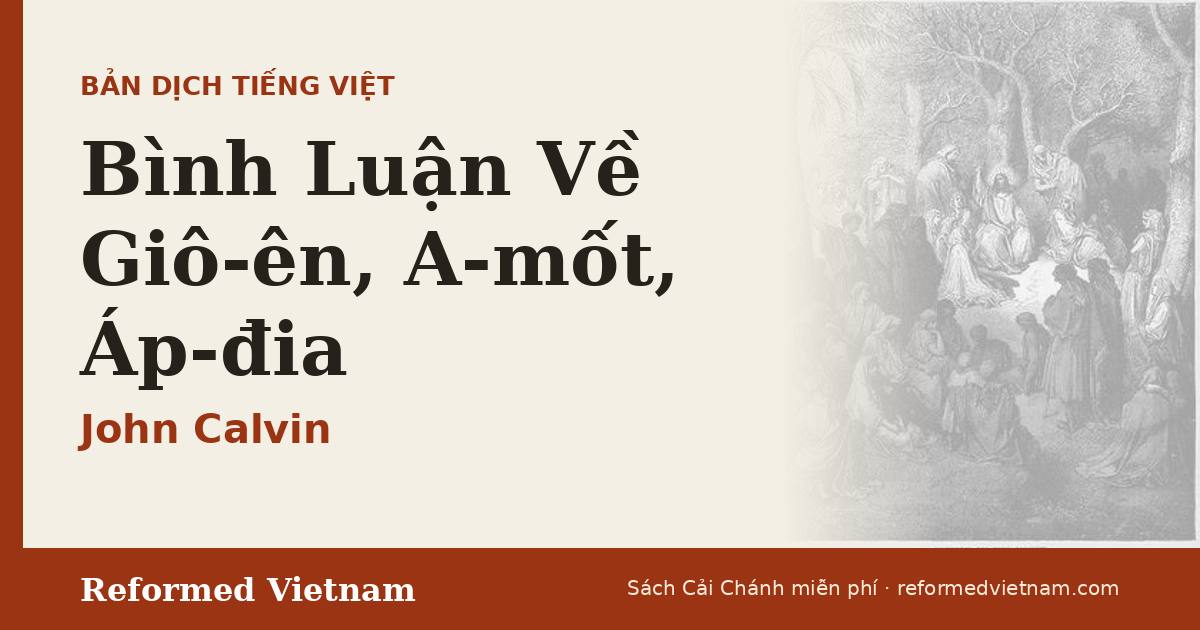 BẢN DỊCH TIẾNG VIỆT
Bình Luận Về
Giô-ên, A-mốt,
Áp-đia
John Calvin
Reformed Vietnam
Sách Cải Chánh miễn phí · reformedvietnam.com